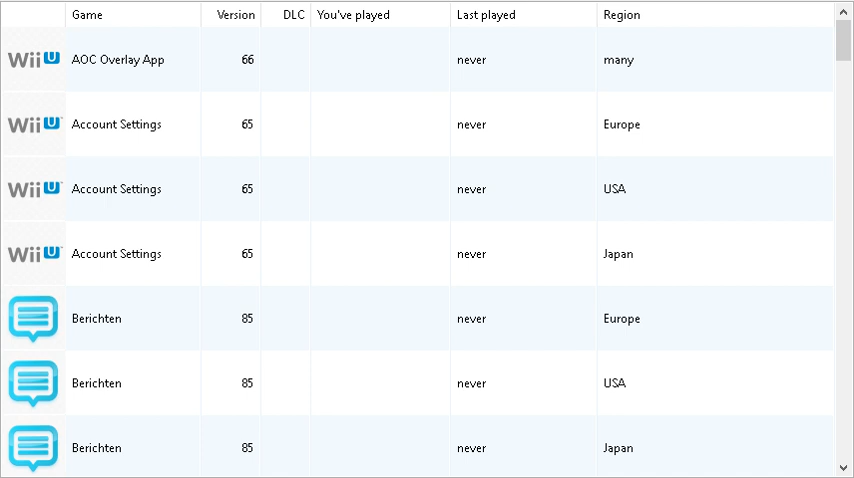 Game Version DLC You've played Last played Region
Wii U AOC Overlay App 66 never many
Wii U Account Settings 65 never Europe
Wii U Account Settings 65 never USA
Wii U Account Settings 65 never Japan
Berichten 85 never Europe
Berichten 85 never USA
Berichten 85 never Japan